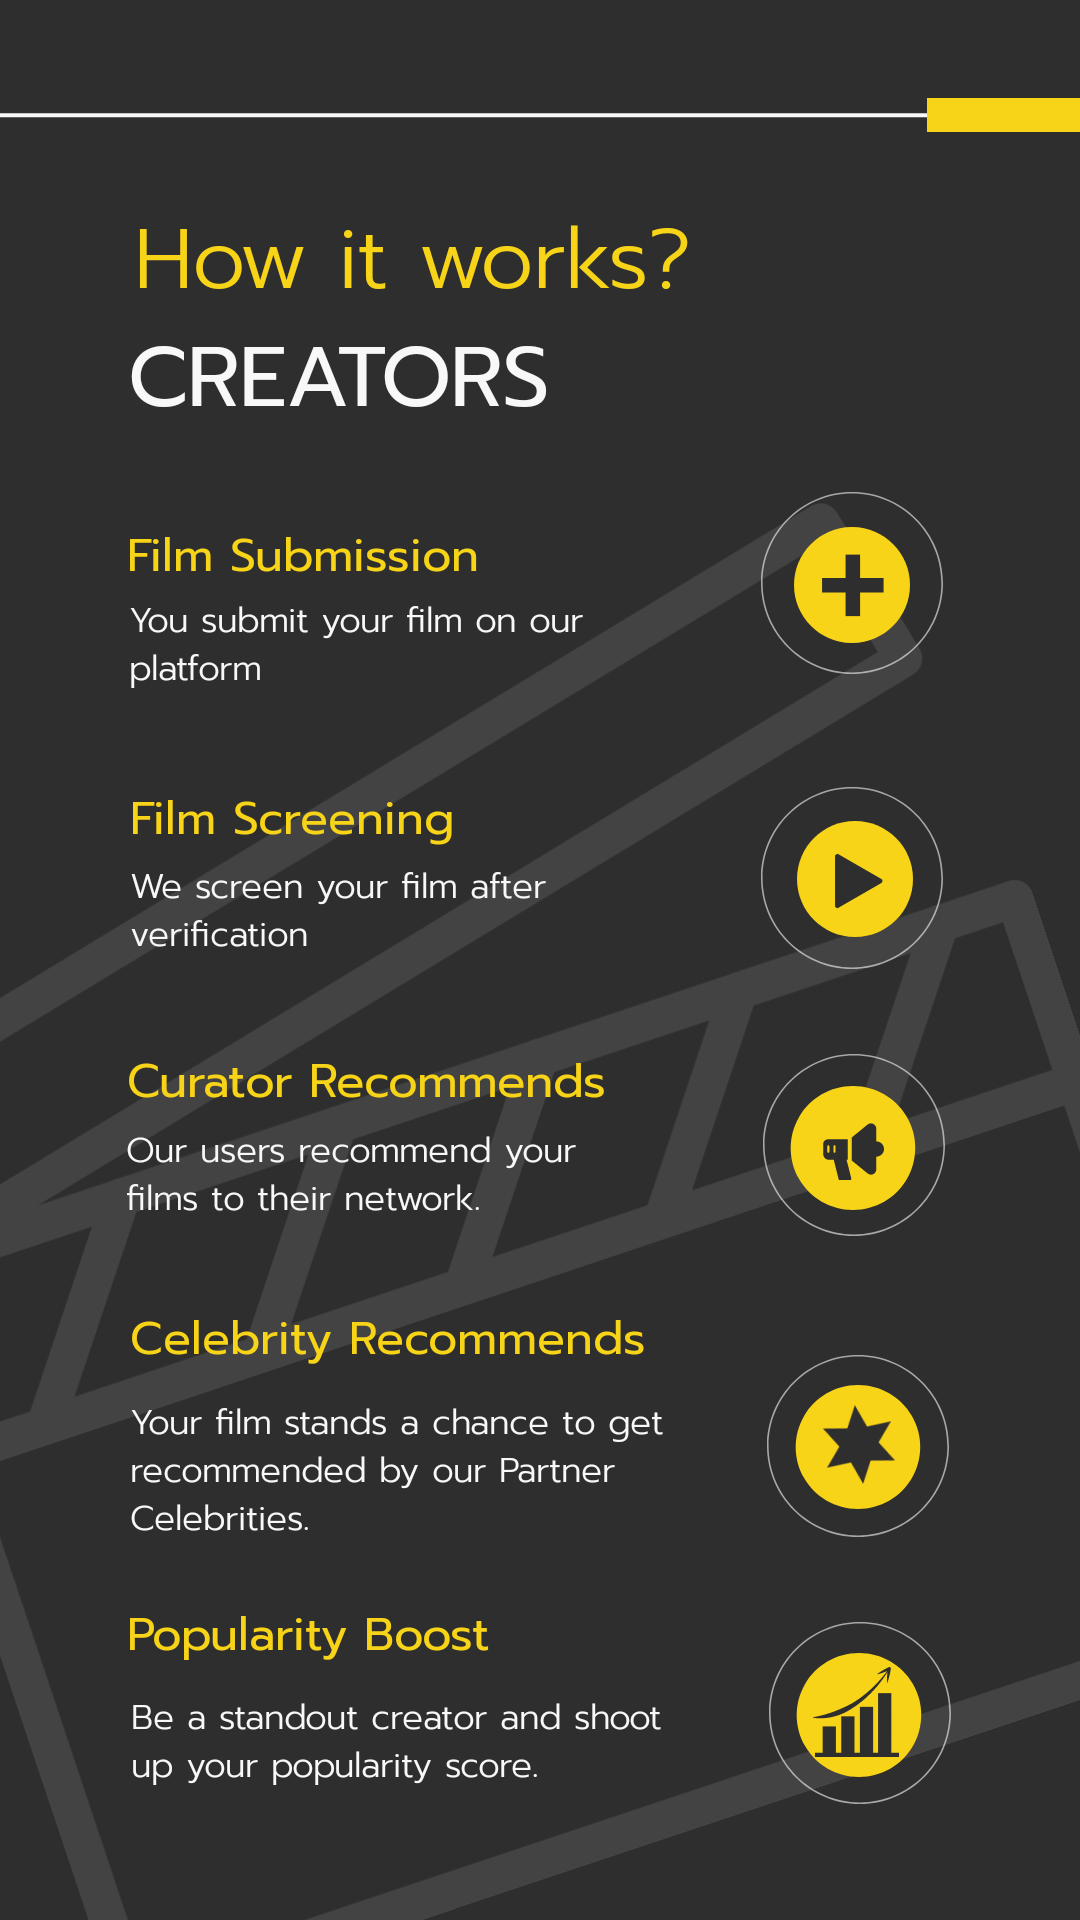 How it works?
CREATORS
Film Submission
You submit your film on our
platform
Film Screening
We screen your film after
verification
Curator Recommends
Our users recommend your
films to their network.
Celebrity Recommends
Your film stands a chance to get
recommended by our Partner
Celebrities.
Popularity Boost
Be a standout creator and shoot
up your popularity score.